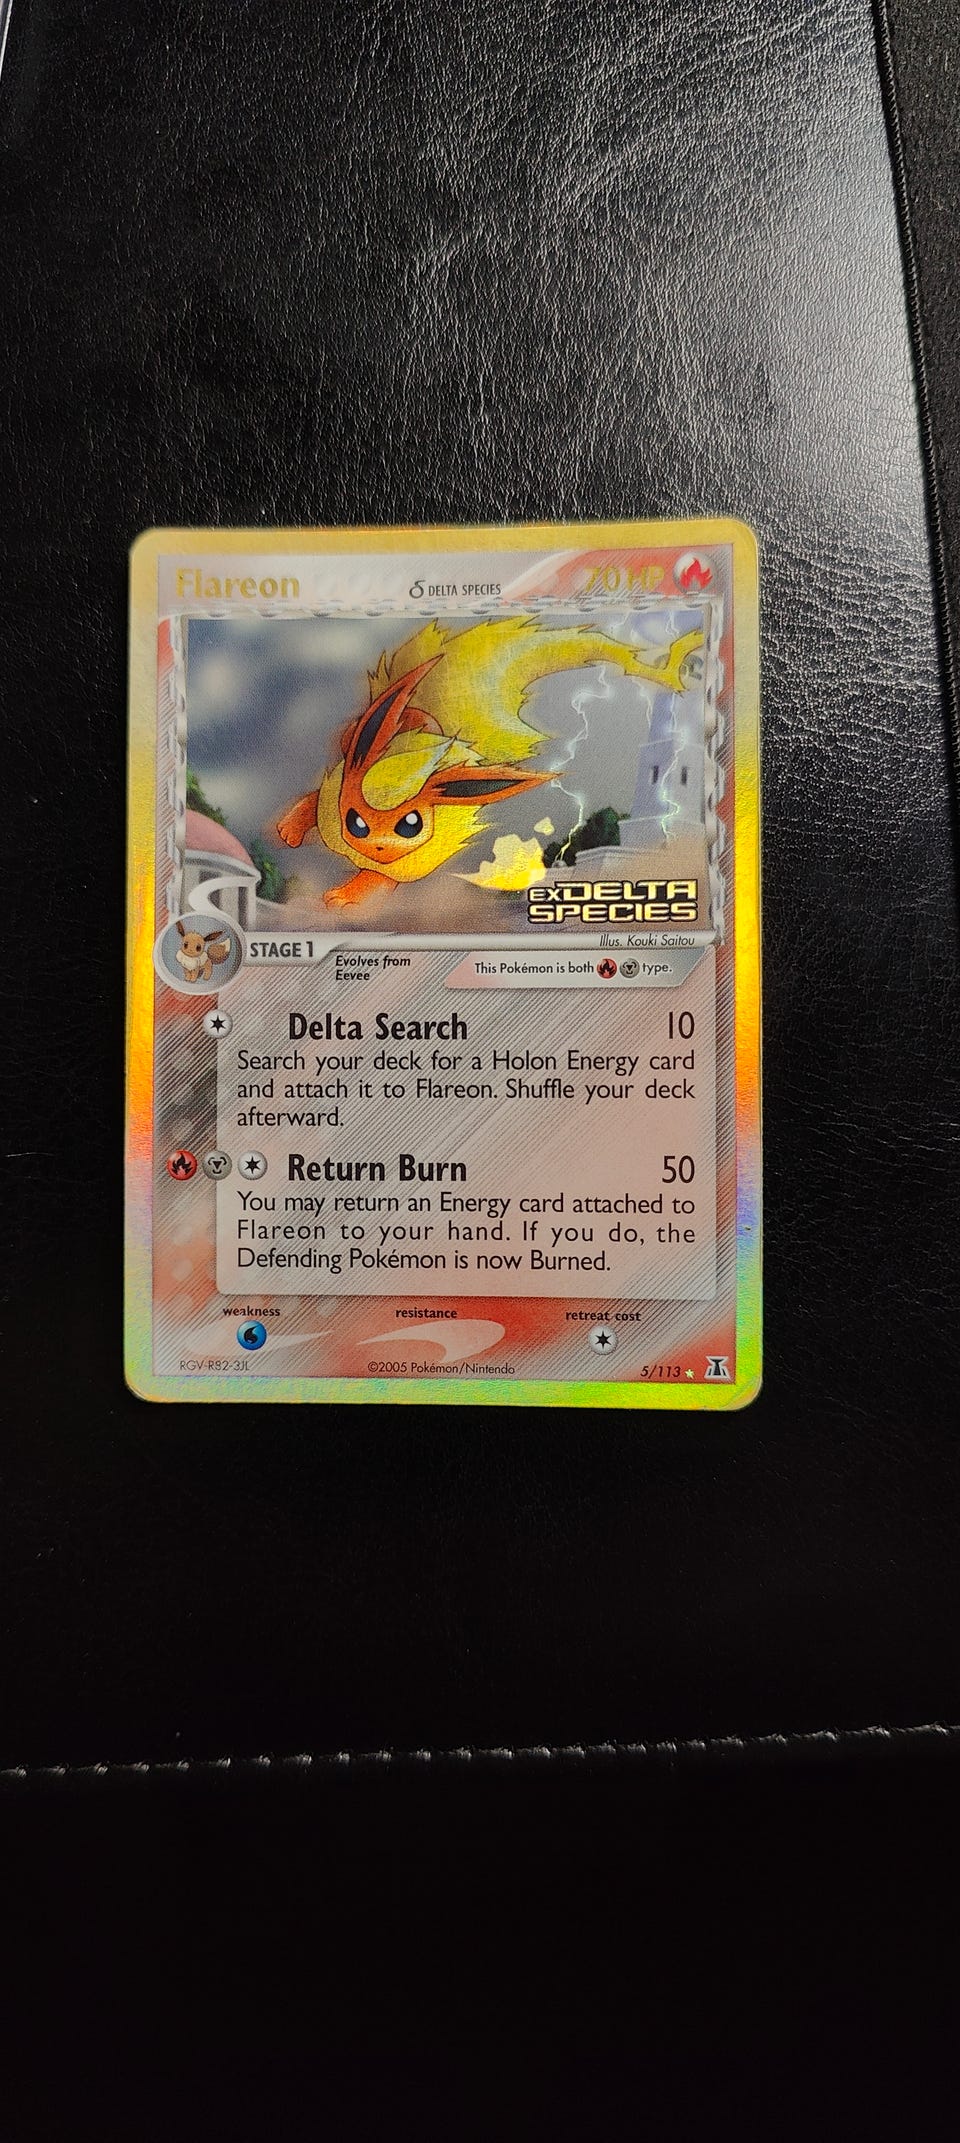 Flareon δ DELTA SPECIES 70 HP
EXDELTA
SPECIES
Illus. Kouki Saitou
STAGE 1
Evolves from
Eevee
This Pokémon is both type.
Delta Search 10
Search your deck for a Holon Energy card
and attach it to Flareon. Shuffle your deck
afterward.
Return Burn 50
You may return an Energy card attached to
Flareon to your hand. If you do, the
Defending Pokémon is now Burned.
weakness resistance retreat cost
RGV-R82-3JL ©2005 Pokémon/Nintendo 5/113